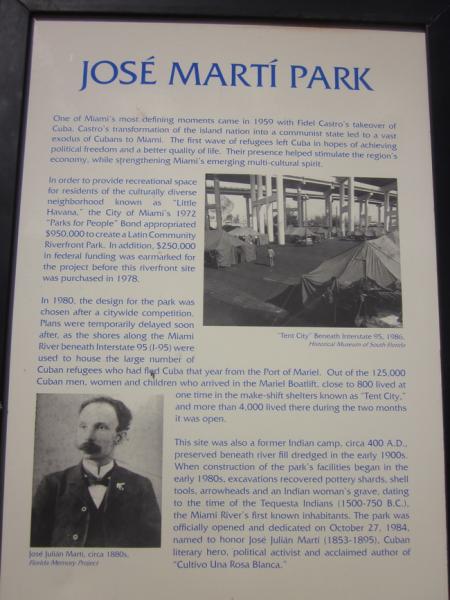 JOSÉ MARTÍ PARK
One of Miami's most defining moments came in 1959 with Fidel Castro's takeover of
Cuba. Castro's transformation of the island nation into a communist state led to a vast
exodus of Cubans to Miami. The first wave of refugees left Cuba in hopes of achieving
political freedom and a better quality of life. Their presence helped stimulate the region's
economy, while strengthening Miami's emerging multi-cultural spirit.
In order to provide recreational space
for residents of the culturally diverse
neighborhood known as "Little
Havana," the City of Miami's 1972
"Parks for People" Bond appropriated
$950,000 to create a Latin Community
Riverfront Park. In addition, $250,000
in federal funding was earmarked for
the project before this riverfront site
was purchased in 1978.
"Tent City" Beneath Interstate 95, 1986.
Historical Museum of South Florida
In 1980, the design for the park was
chosen after a citywide competition.
Plans were temporarily delayed soon
after, as the shores along the Miami
River beneath Interstate 95 (I-95) were
used to house the large number of
Cuban refugees who had fled Cuba that year from the Port of Mariel. Out of the 125,000
Cuban men, women and children who arrived in the Mariel Boatlift, close to 800 lived at
one time in the make-shift shelters known as "Tent City,"
and more than 4,000 lived there during the two months
it was open.
This site was also a former Indian camp, circa 400 A.D.,
preserved beneath river fill dredged in the early 1900s.
When construction of the park's facilities began in the
early 1980s, excavations recovered pottery shards, shell
tools, arrowheads and an Indian woman's grave, dating
to the time of the Tequesta Indians (1500-750 B.C.),
the Miami River's first known inhabitants. The park was
officially opened and dedicated on October 27, 1984,
named to honor José Julián Martí (1853-1895), Cuban
literary hero, political activist and acclaimed author of
"Cultivo Una Rosa Blanca."
José Julián Martí, circa 1880s.
Florida Memory Project